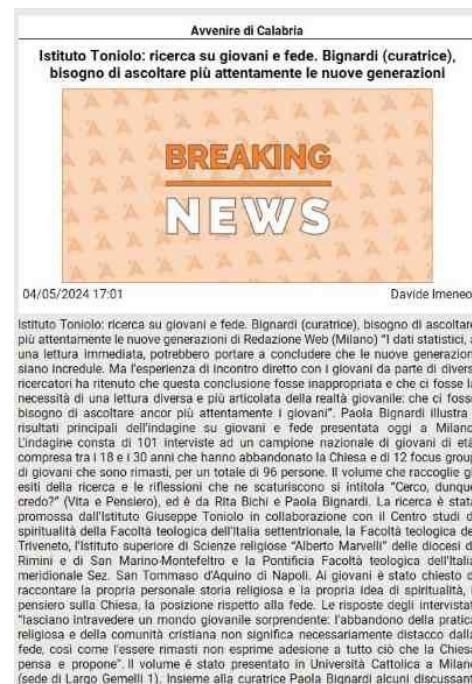 Avvenire di Calabria
Istituto Toniolo: ricerca su giovani e fede. Bignardi (curatrice),
bisogno di ascoltare più attentamente le nuove generazioni
BREAKING
NEWS
04/05/2024 17:01 Davide Imeneo
Istituto Toniolo: ricerca su giovani e fede. Bignardi (curatrice), bisogno di ascoltare
più attentamente le nuove generazioni di Redazione Web (Milano) "I dati statistici, a
una lettura immediata, potrebbero portare a concludere che le nuove generazion
siano incredule. Ma l'esperienza di incontro diretto con i giovani da parte di divers
ricercatori ha ritenuto che questa conclusione fosse inappropriata e che ci fosse la
necessità di una lettura diversa e più articolata della realtà giovanile: che ci fosse
bisogno di ascoltare ancor più attentamente i giovani". Paola Bignardi illustra i
risultati principali dell'indagine su giovani e fede presentata oggi a Milano
L'indagine consta di 101 interviste ad un campione nazionale di giovani di età
compresa tra i 18 e i 30 anni che hanno abbandonato la Chiesa e di 12 focus group
di giovani che sono rimasti, per un totale di 96 persone. Il volume che raccoglie gl
esiti della ricerca e le riflessioni che ne scaturiscono si intitola "Cerco, dunque
credo?" (Vita e Pensiero), ed è da Rita Bichi e Paola Bignardi. La ricerca è stata
promossa dall'Istituto Giuseppe Toniolo in collaborazione con il Centro studi d
spiritualità della Facoltà teologica dell'Italia settentrionale, la Facoltà teologica de
Triveneto, l'Istituto superiore di Scienze religiose "Alberto Marvelli" delle diocesi d
Rimini e di San Marino-Montefeltro e la Pontificia Facoltà teologica dell'Italia
meridionale Sez. San Tommaso d'Aquino di Napoli. Ai giovani è stato chiesto d
raccontare la propria personale storia religiosa e la propria idea di spiritualità, i
pensiero sulla Chiesa, la posizione rispetto alla fede. Le risposte degli intervistat
"lasciano intravedere un mondo giovanile sorprendente: l'abbandono della pratica
religiosa e della comunità cristiana non significa necessariamente distacco dalla
fede, così come l'essere rimasti non esprime adesione a tutto ciò che la Chiesa
pensa e propone". Il volume è stato presentato in Università Cattolica a Milano
(sede di Largo Gemelli 1). Insieme alla curatrice Paola Bignardi alcuni discussant